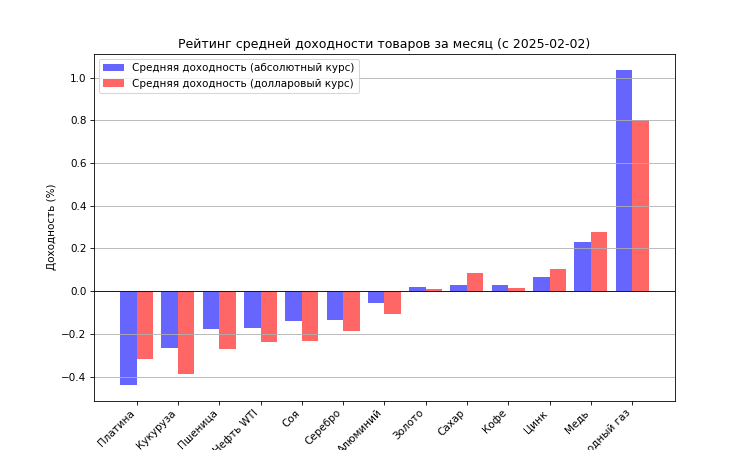 Рейтинг средней доходности товаров за месяц (с 2025-02-02)
Средняя доходность (абсолютный курс)
Средняя доходность (долларовый курс)
Доходность (%)
1.0
0.8
0.6
0.4
0.2
0.0
−0.2
−0.4
Платина
Кукуруза
Пшеница
Нефть WTI
Соя
Серебро
Алюминий
Золото
Сахар
Кофе
Цинк
Медь
газ